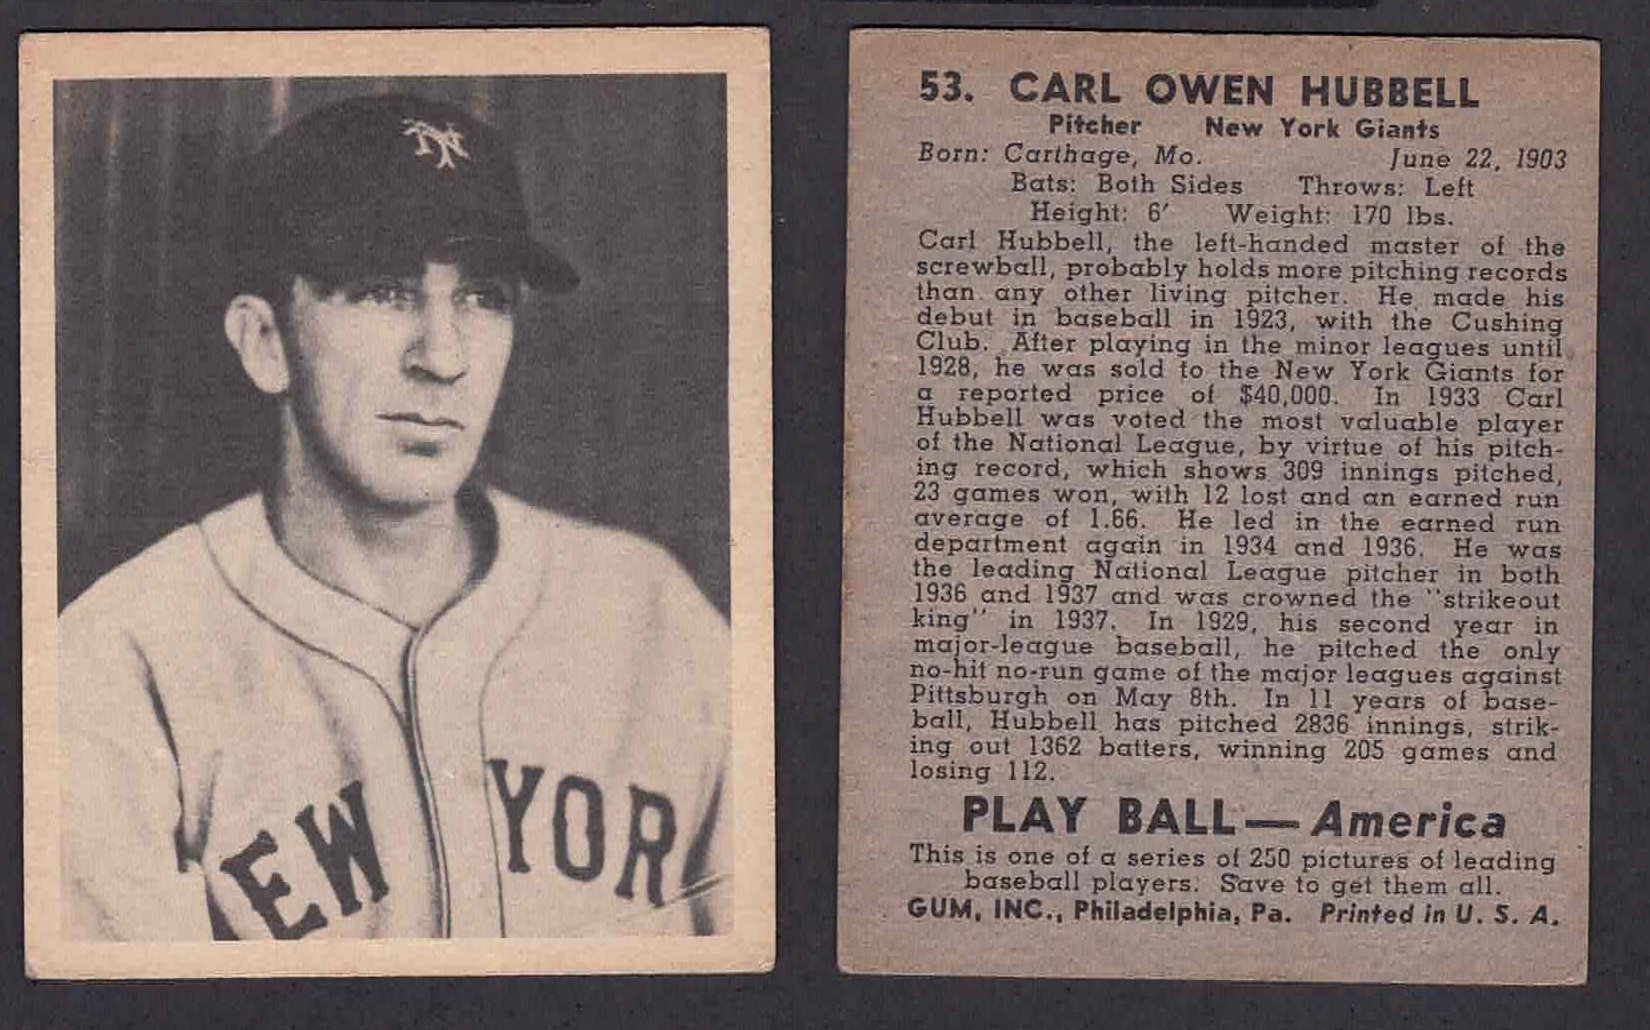 NY
EW YOR
53. CARL OWEN HUBBELL
Pitcher New York Giants
Born: Carthage, Mo. June 22, 1903
Bats: Both Sides Throws: Left
Height: 6′ Weight: 170 lbs.
Carl Hubbell, the left-handed master of the
screwball, probably holds more pitching records
than any other living pitcher. He made his
debut in baseball in 1923, with the Cushing
Club. After playing in the minor leagues until
1928, he was sold to the New York Giants for
a reported price of $40,000. In 1933 Carl
Hubbell was voted the most valuable player
of the National League, by virtue of his pitch-
ing record, which shows 309 innings pitched,
23 games won, with 12 lost and an earned run
average of 1.66. He led in the earned run
department again in 1934 and 1936. He was
the leading National League pitcher in both
1936 and 1937 and was crowned the "strikeout
king" in 1937. In 1929, his second year in
major-league baseball, he pitched the only
no-hit no-run game of the major leagues against
Pittsburgh on May 8th. In 11 years of base-
ball, Hubbell has pitched 2836 innings, strik-
ing out 1362 batters, winning 205 games and
losing 112.
PLAY BALL — America
This is one of a series of 250 pictures of leading
baseball players. Save to get them all.
GUM, INC., Philadelphia, Pa. Printed in U. S. A.